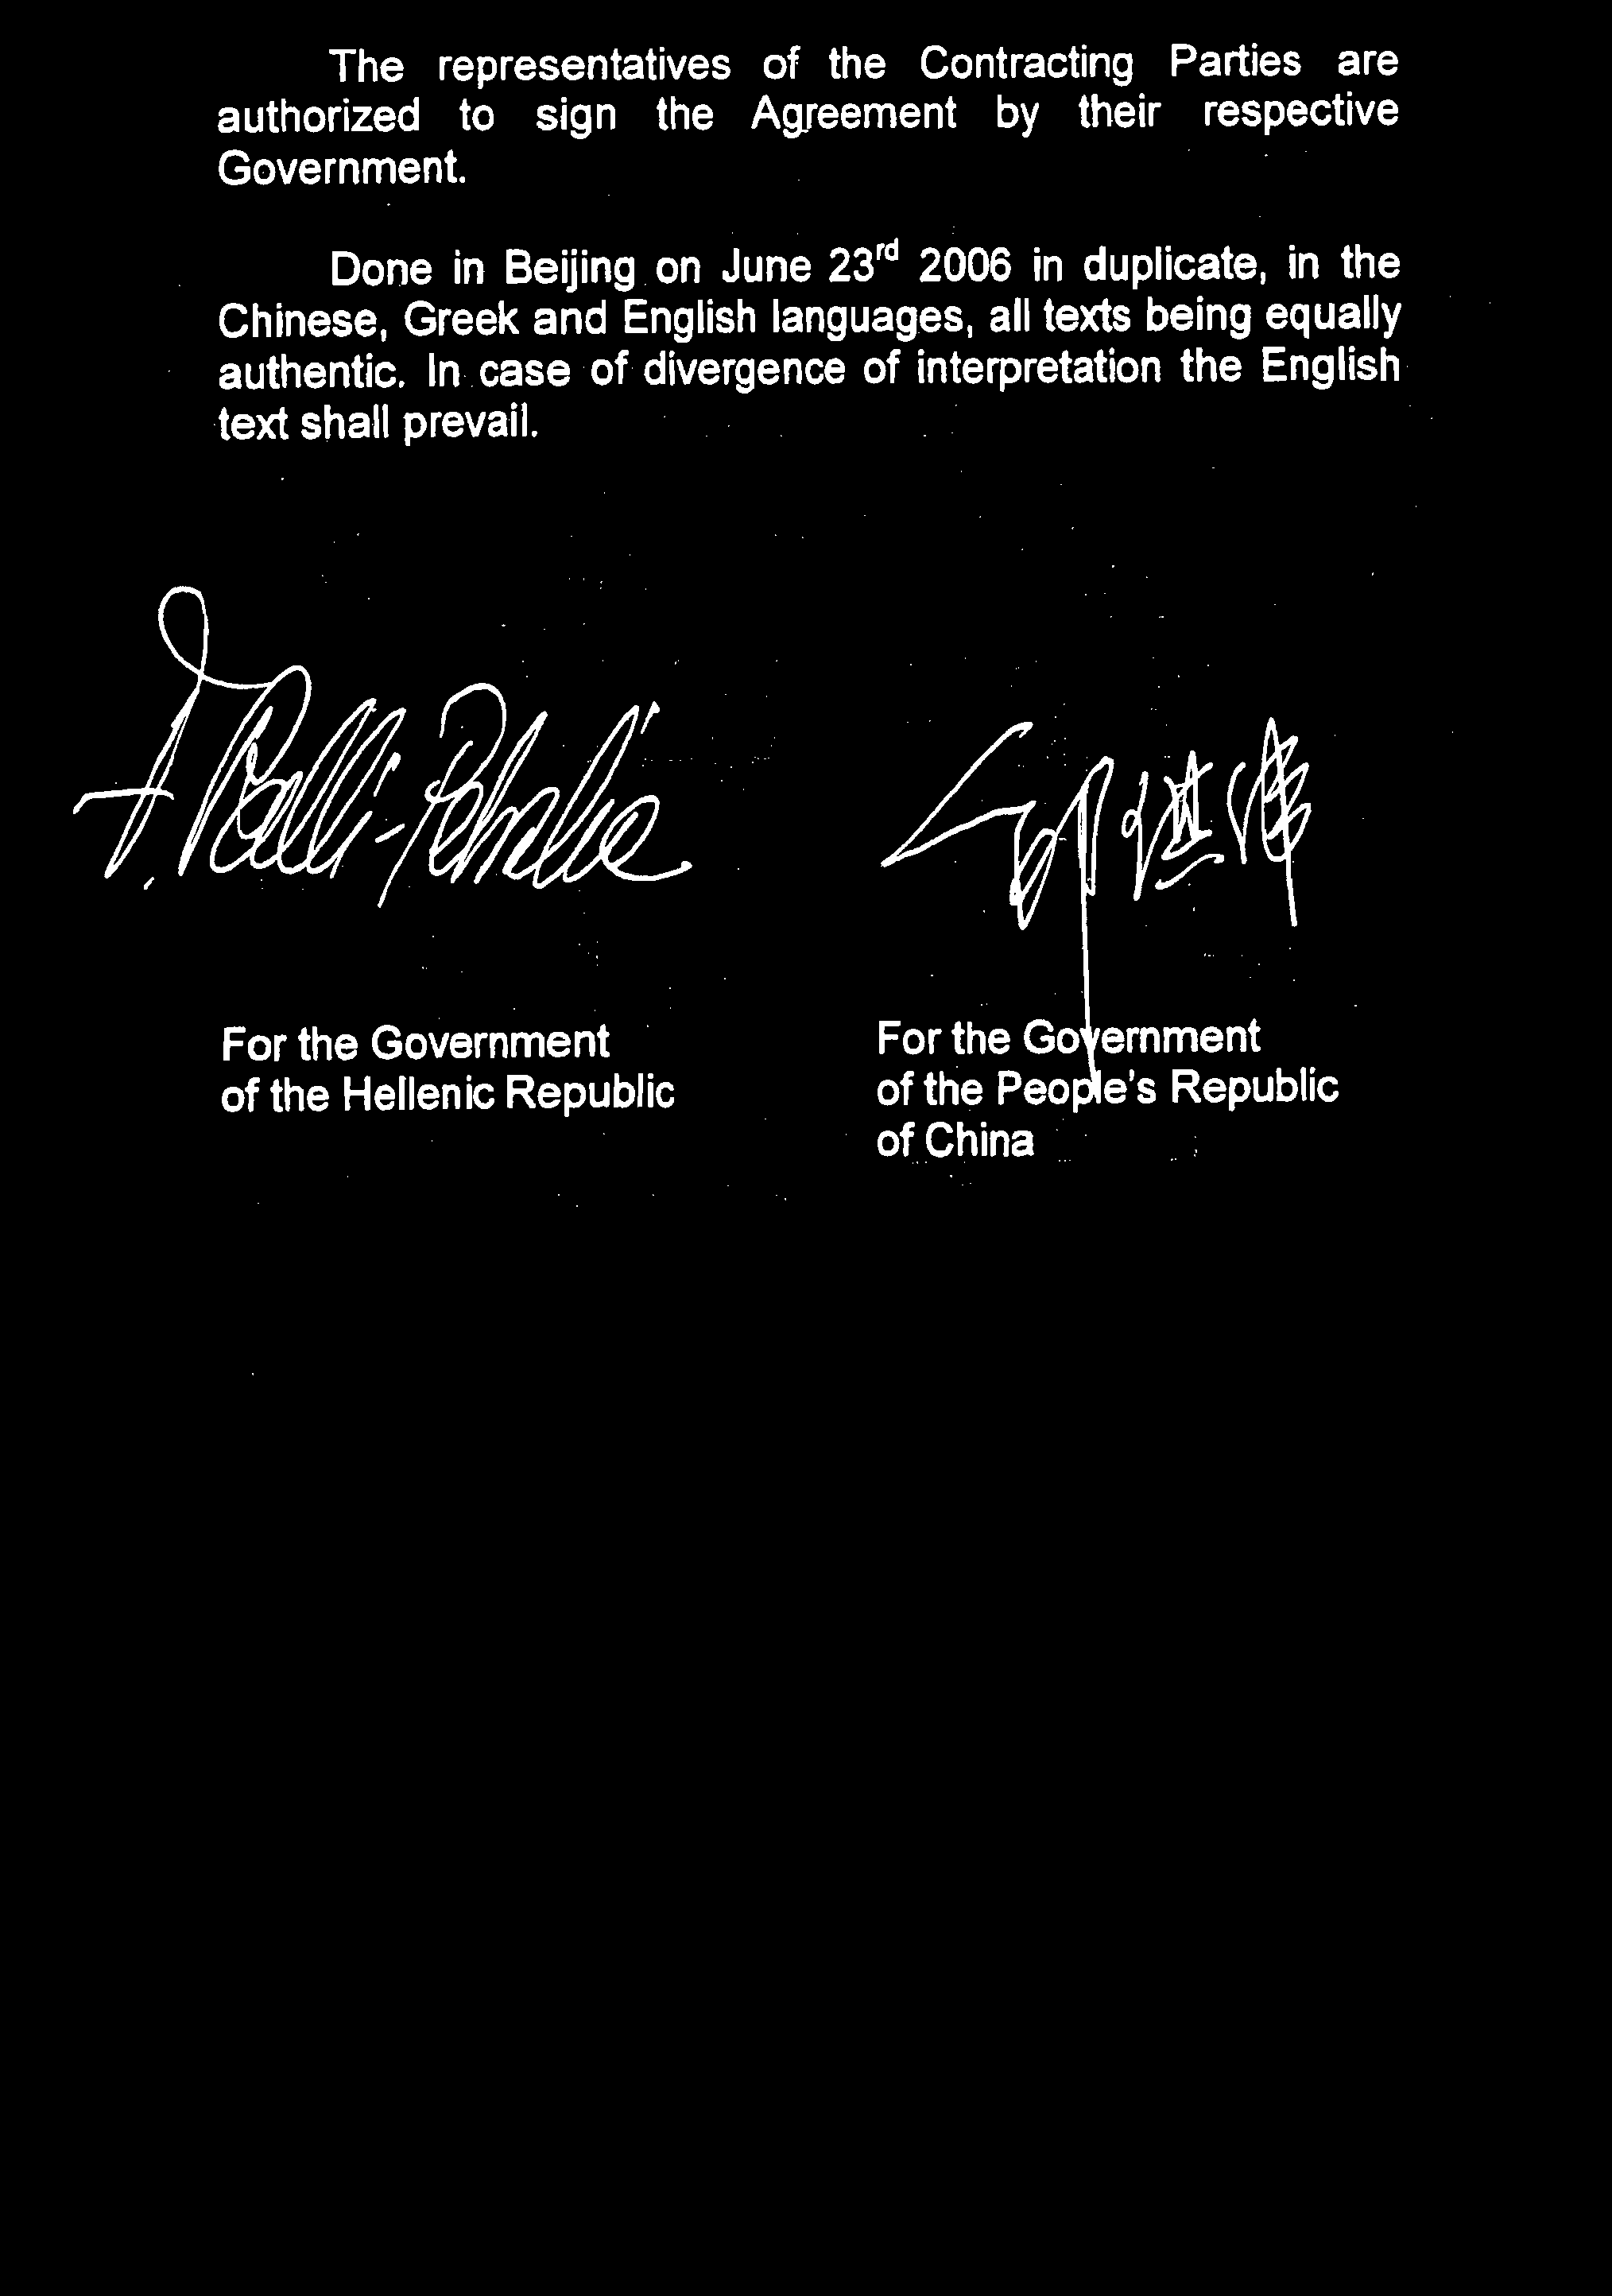 The representatives of the Contracting Parties are
authorized to sign the Agreement by their respective
Government.
Done in Beijing on June 23rd 2006 in duplicate, in the
Chinese, Greek and English languages, all texts being equally
authentic. In case of divergence of interpretation the English
text shall prevail.
For the Government
of the Hellenic Republic
For the Government
of the People's Republic
of China